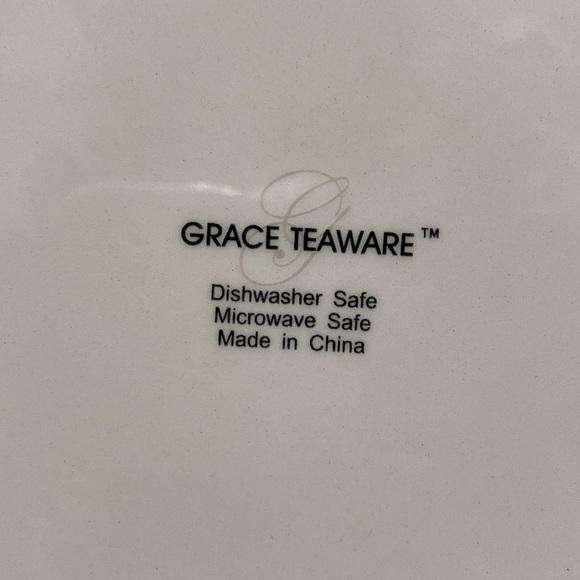 G
GRACE TEAWARE™
Dishwasher Safe
Microwave Safe
Made in China